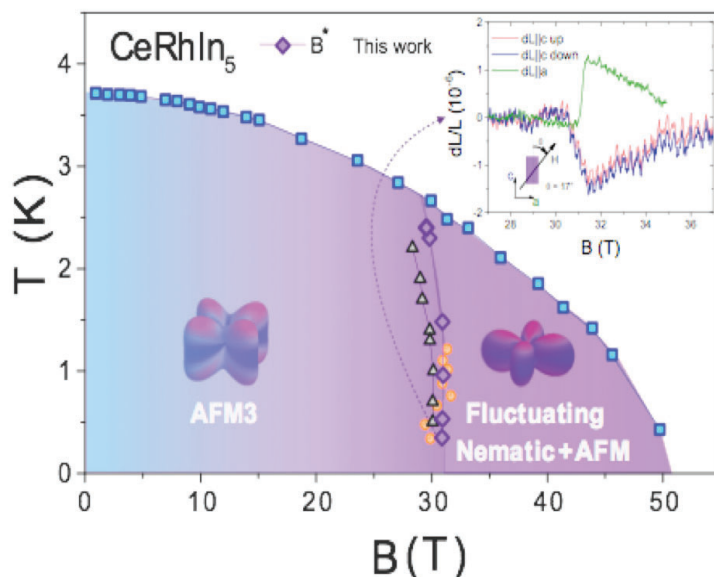 CeRhIn5
B* This work
dL||c up
dL||c down
dL||a
dL/L (10-6)
2
1
0
-1
-2
28 30 32 34 36
B (T)
H
c
a
θ = 17°
T (K)
4
3
2
1
0
AFM3
Fluctuating
Nematic+AFM
0 10 20 30 40 50
B(T)